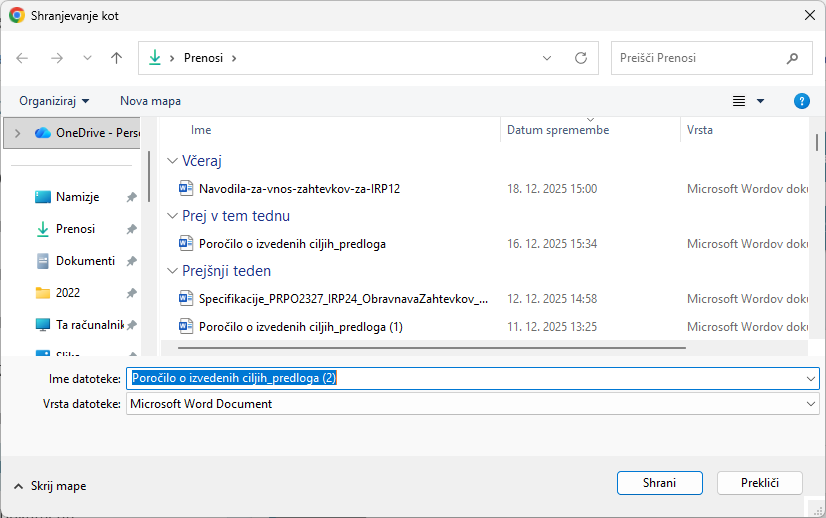 Shranjevanje kot
Prenosi
Preišči Prenosi
Organiziraj
Nova mapa
OneDrive - Perso
Ime
Datum spremembe
Vrsta
Včeraj
Navodila-za-vnos-zahtevkov-za-IRP12 18. 12. 2025 15:00 Microsoft Wordov doku
Prej v tem tednu
Poročilo o izvedenih ciljih_predloga 16. 12. 2025 15:34 Microsoft Wordov doku
Prejšnji teden
Specifikacije_PRPO2327_IRP24_ObravnavaZahtevkov_... 12. 12. 2025 14:58 Microsoft Wordov doku
Poročilo o izvedenih ciljih_predloga (1) 11. 12. 2025 13:25 Microsoft Wordov doku
Namizje
Prenosi
Dokumenti
2022
Ta računalnik
Slike
Ime datoteke: Poročilo o izvedenih ciljih_predloga (2)
Vrsta datoteke: Microsoft Word Document
Skrij mape
Shrani
Prekliči